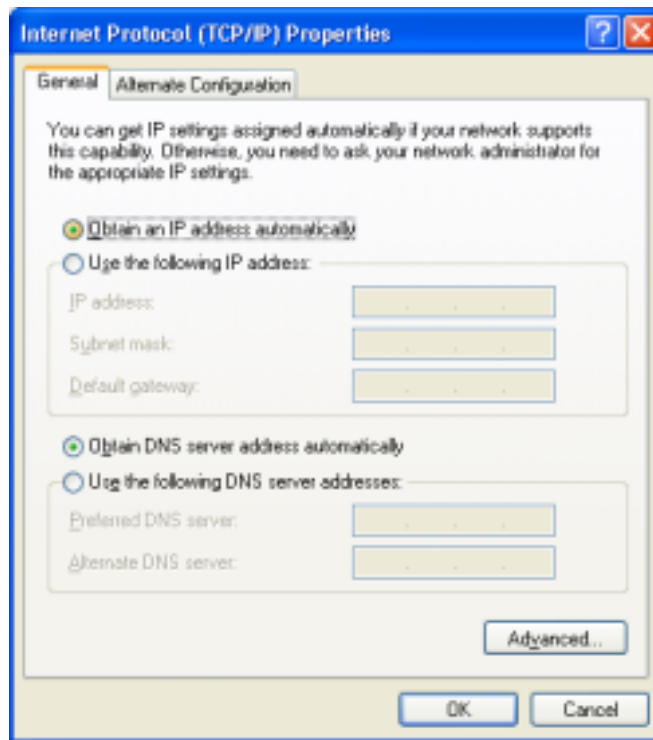 Internet Protocol (TCP/IP) Properties
General
Alternate Configuration
You can get IP settings assigned automatically if your network supports
this capability. Otherwise, you need to ask your network administrator for
the appropriate IP settings.
Obtain an IP address automatically
Use the following IP address:
IP address:
Subnet mask:
Default gateway:
Obtain DNS server address automatically
Use the following DNS server addresses:
Preferred DNS server:
Alternate DNS server:
Advanced...
OK
Cancel